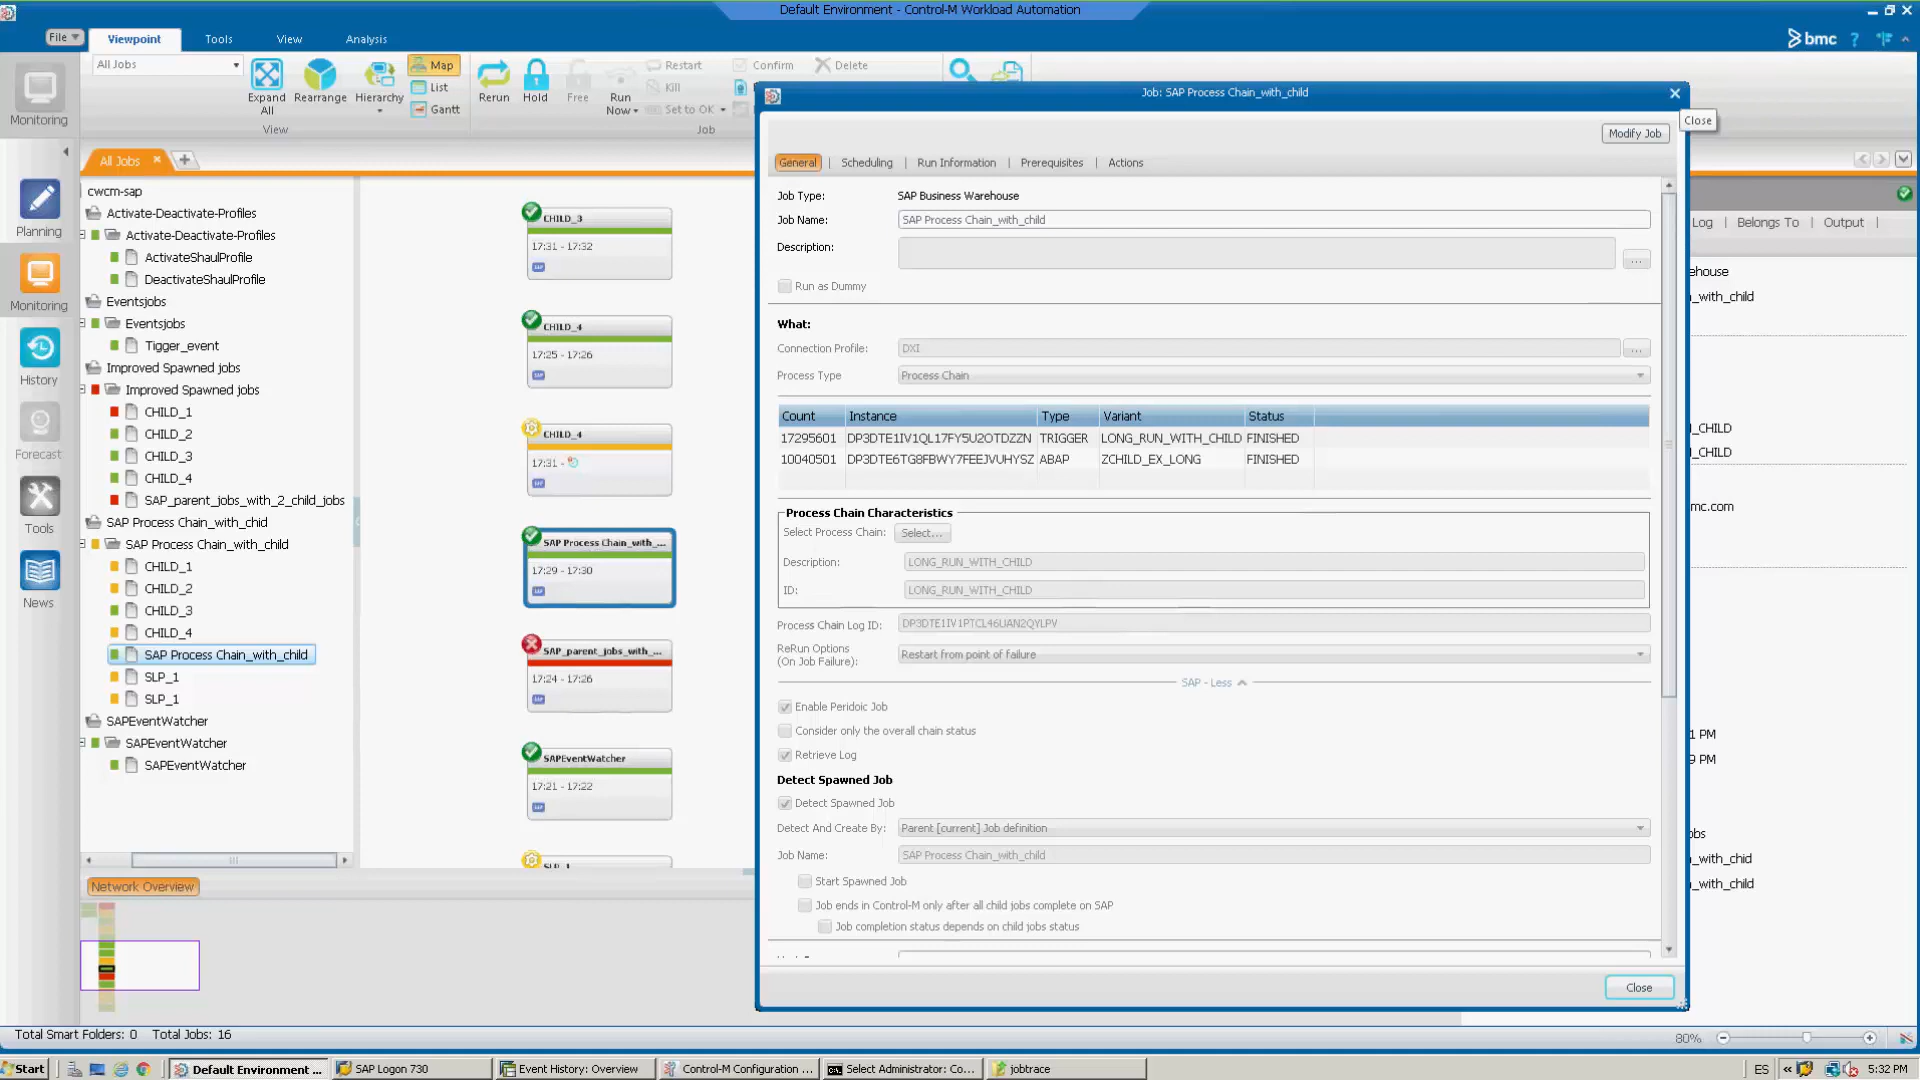 Default Environment - Control-M Workload Automation
File
Viewpoint
Tools
View
Analysis
bmc
?
All Jobs
Expand All
Rearrange
Hierarchy
Map
List
Gantt
View
Rerun
Hold
Free
Run Now
Restart
Kill
Set to OK
Confirm
Delete
Job
Monitoring
Planning
Monitoring
History
Forecast
Tools
News
All Jobs
cwcm-sap
Activate-Deactivate-Profiles
Activate-Deactivate-Profiles
ActivateShaulProfile
DeactivateShaulProfile
Eventsjobs
Eventsjobs
Tigger_event
Improved Spawned jobs
Improved Spawned jobs
CHILD_1
CHILD_2
CHILD_3
CHILD_4
SAP_parent_jobs_with_2_child_jobs
SAP Process Chain_with_chid
SAP Process Chain_with_child
CHILD_1
CHILD_2
CHILD_3
CHILD_4
SAP Process Chain_with_child
SLP_1
SLP_1
SAPEventWatcher
SAPEventWatcher
SAPEventWatcher
CHILD_3
17:31 - 17:32
CHILD_4
17:25 - 17:26
CHILD_4
17:31 -
SAP Process Chain_with_...
17:29 - 17:30
SAP_parent_jobs_with_...
17:24 - 17:26
SAPEventWatcher
17:21 - 17:22
SLP_1
Job: SAP Process Chain_with_child
Close
Modify Job
General | Scheduling | Run Information | Prerequisites | Actions
Job Type: SAP Business Warehouse
Job Name: SAP Process Chain_with_child
Description:
...
Run as Dummy
What:
Connection Profile: DXI ...
Process Type Process Chain
Count Instance Type Variant Status
17295601 DP3DTE1IV1QL17FY5U2OTDZZN TRIGGER LONG_RUN_WITH_CHILD FINISHED
10040501 DP3DTE6TG8FBWY7FEEJVUHYSZ ABAP ZCHILD_EX_LONG FINISHED
Process Chain Characteristics
Select Process Chain: Select...
Description: LONG_RUN_WITH_CHILD
ID: LONG_RUN_WITH_CHILD
Process Chain Log ID: DP3DTE1IV1PTCL46UAN2QYLPV
ReRun Options (On Job Failure): Restart from point of failure
SAP - Less
Enable Peridoic Job
Consider only the overall chain status
Retrieve Log
Detect Spawned Job
Detect Spawned Job
Detect And Create By: Parent [current] Job definition
Job Name: SAP Process Chain_with_child
Start Spawned Job
Job ends in Control-M only after all child jobs complete on SAP
Job completion status depends on child jobs status
Close
Log | Belongs To | Output |
ehouse
_with_child
_CHILD
_CHILD
mc.com
1 PM
9 PM
obs
_with_chid
_with_child
Network Overview
Total Smart Folders: 0 Total Jobs: 16
80%
Start
Default Environment ...
SAP Logon 730
Event History: Overview
Control-M Configuration ...
Select Administrator: Co...
jobtrace
ES
«
5:32 PM